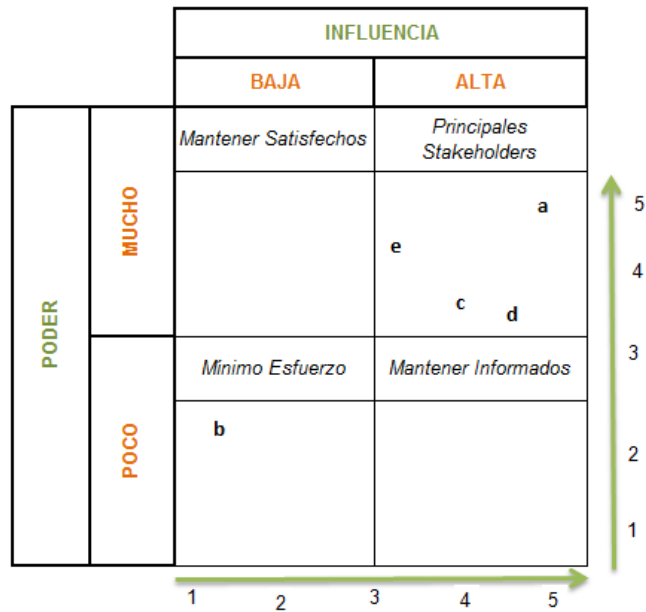 INFLUENCIA
BAJA
ALTA
Mantener Satisfechos
Principales
Stakeholders
PODER
MUCHO
a
e
c
d
5
4
3
Mínimo Esfuerzo
Mantener Informados
POCO
b
2
1
1
2
3
4
5